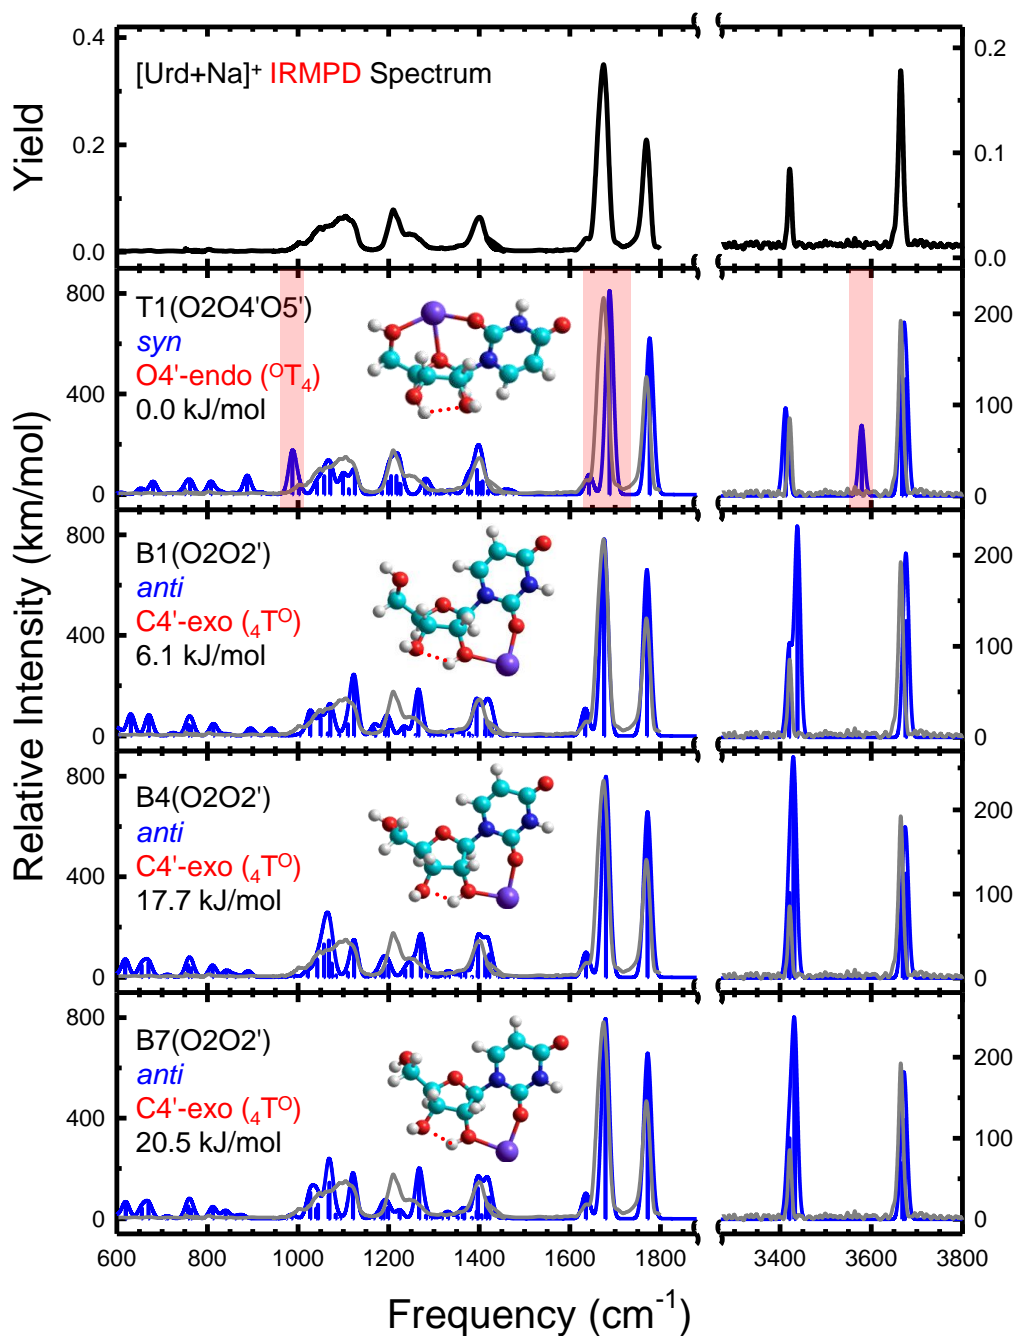 [Urd+Na]⁺ IRMPD Spectrum
Yield
0.4
0.2
0.0
0.2
0.1
0.0
T1(O2O4'O5')
syn
O4'-endo (ᴼT₄)
0.0 kJ/mol
800
400
0
200
100
0
B1(O2O2')
anti
C4'-exo (₄Tᴼ)
6.1 kJ/mol
800
400
0
200
100
0
B4(O2O2')
anti
C4'-exo (₄Tᴼ)
17.7 kJ/mol
800
400
0
200
100
0
B7(O2O2')
anti
C4'-exo (₄Tᴼ)
20.5 kJ/mol
800
400
0
200
100
0
Relative Intensity (km/mol)
600 800 1000 1200 1400 1600 1800 3400 3600 3800
Frequency (cm⁻¹)